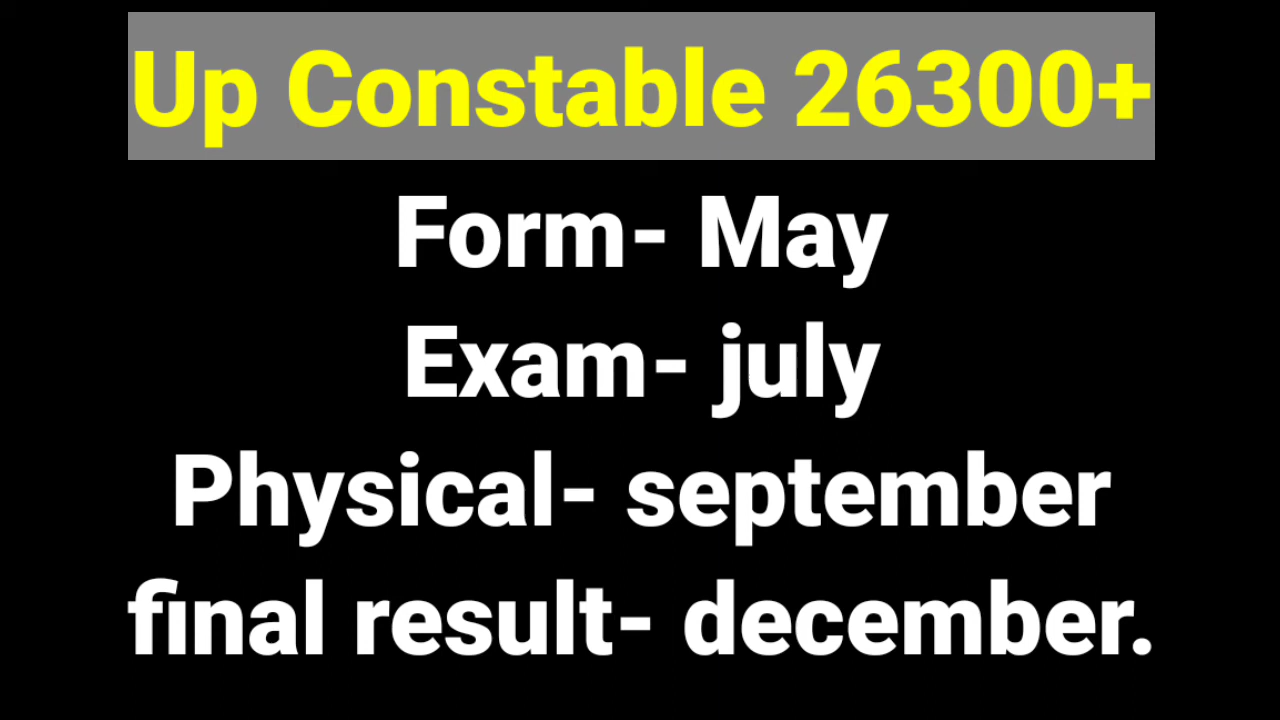 Up Constable 26300+
Form- May
Exam- july
Physical- september
final result- december.